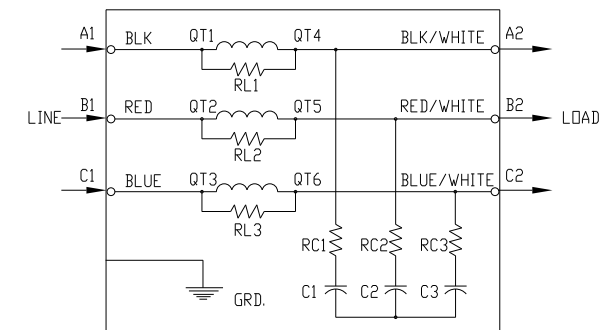 A1 BLK QT1 QT4 BLK/WHITE A2
RL1
LINE B1 RED QT2 QT5 RED/WHITE B2 LOAD
RL2
C1 BLUE QT3 QT6 BLUE/WHITE C2
RL3
RC1 RC2 RC3
GRD. C1 C2 C3